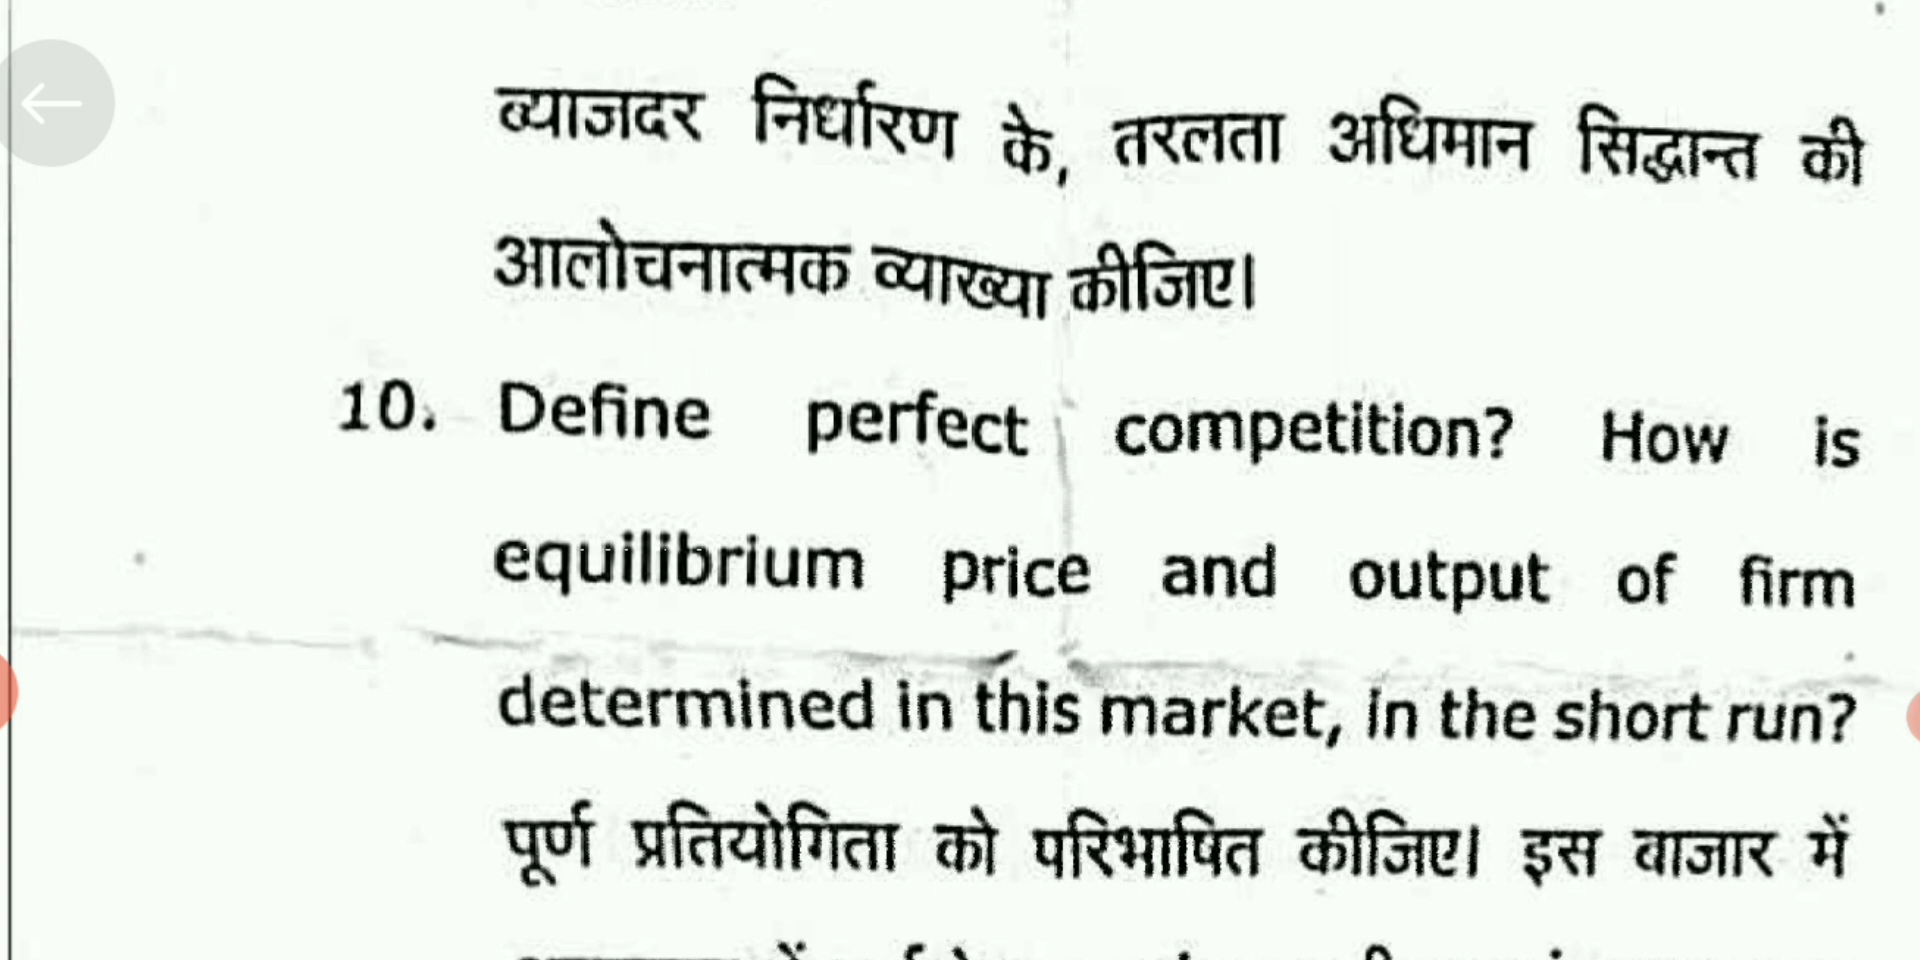 व्याजदर निर्धारण के, तरलता अधिमान सिद्धान्त की
आलोचनात्मक व्याख्या कीजिए।
10. Define perfect competition? How is
equilibrium price and output of firm
determined in this market, in the short run?
पूर्ण प्रतियोगिता को परिभाषित कीजिए। इस बाजार में